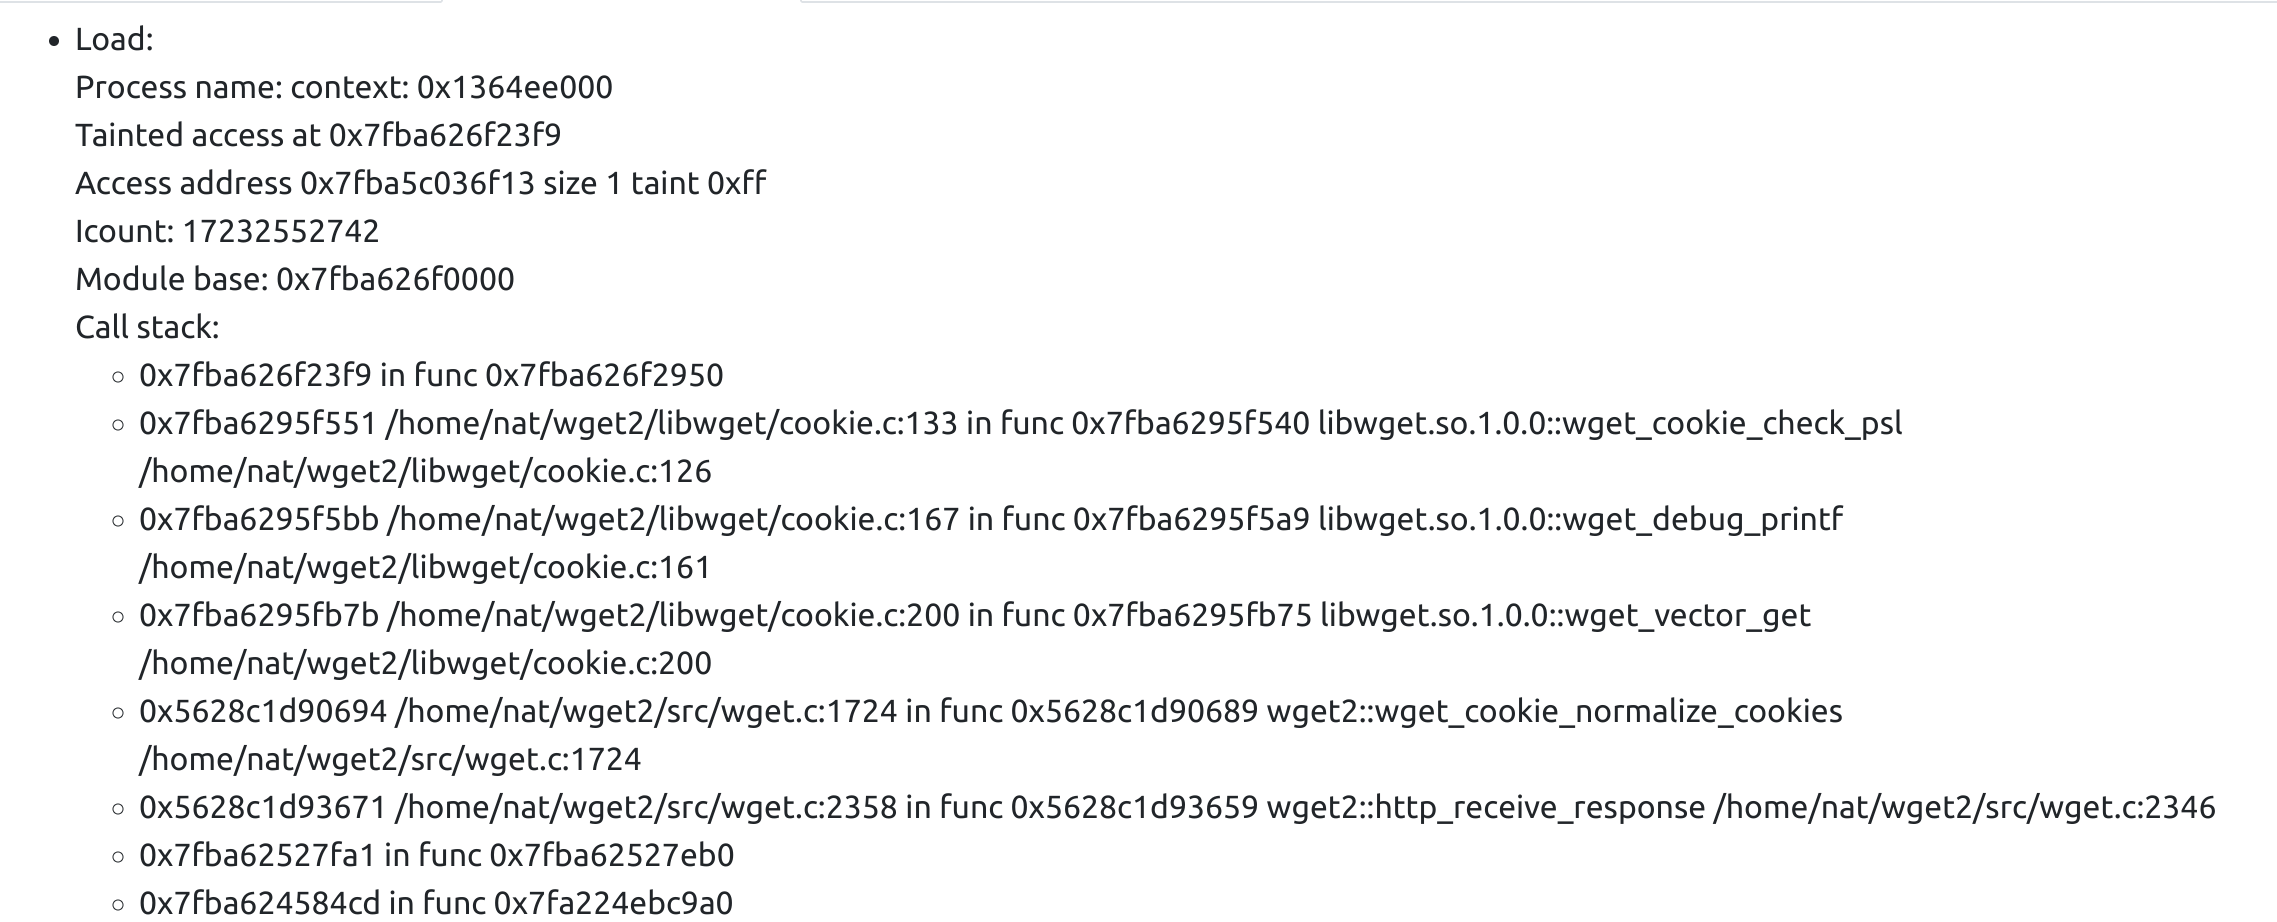 Load:
Process name: context: 0x1364ee000
Tainted access at 0x7fba626f23f9
Access address 0x7fba5c036f13 size 1 taint 0xff
Icount: 17232552742
Module base: 0x7fba626f0000
Call stack:
0x7fba626f23f9 in func 0x7fba626f2950
0x7fba6295f551 /home/nat/wget2/libwget/cookie.c:133 in func 0x7fba6295f540 libwget.so.1.0.0::wget_cookie_check_psl
/home/nat/wget2/libwget/cookie.c:126
0x7fba6295f5bb /home/nat/wget2/libwget/cookie.c:167 in func 0x7fba6295f5a9 libwget.so.1.0.0::wget_debug_printf
/home/nat/wget2/libwget/cookie.c:161
0x7fba6295fb7b /home/nat/wget2/libwget/cookie.c:200 in func 0x7fba6295fb75 libwget.so.1.0.0::wget_vector_get
/home/nat/wget2/libwget/cookie.c:200
0x5628c1d90694 /home/nat/wget2/src/wget.c:1724 in func 0x5628c1d90689 wget2::wget_cookie_normalize_cookies
/home/nat/wget2/src/wget.c:1724
0x5628c1d93671 /home/nat/wget2/src/wget.c:2358 in func 0x5628c1d93659 wget2::http_receive_response /home/nat/wget2/src/wget.c:2346
0x7fba62527fa1 in func 0x7fba62527eb0
0x7fba624584cd in func 0x7fa224ebc9a0